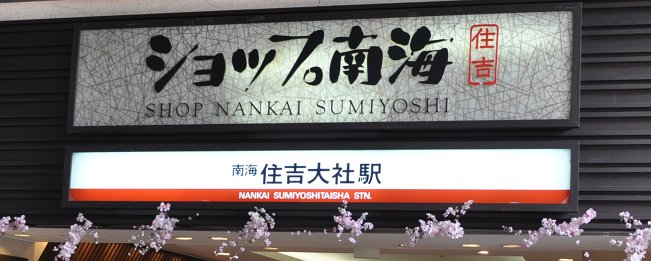 ショップ南海
住吉
SHOP NANKAI SUMIYOSHI
南海 住吉大社駅
NANKAI SUMIYOSHITAISHA STN.